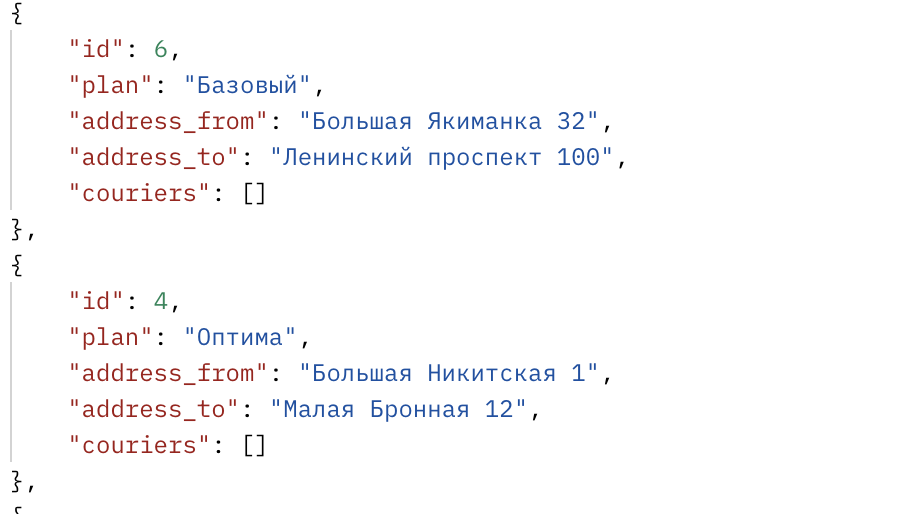 {
"id": 6,
"plan": "Базовый",
"address_from": "Большая Якиманка 32",
"address_to": "Ленинский проспект 100",
"couriers": []
},
{
"id": 4,
"plan": "Оптима",
"address_from": "Большая Никитская 1",
"address_to": "Малая Бронная 12",
"couriers": []
},
{